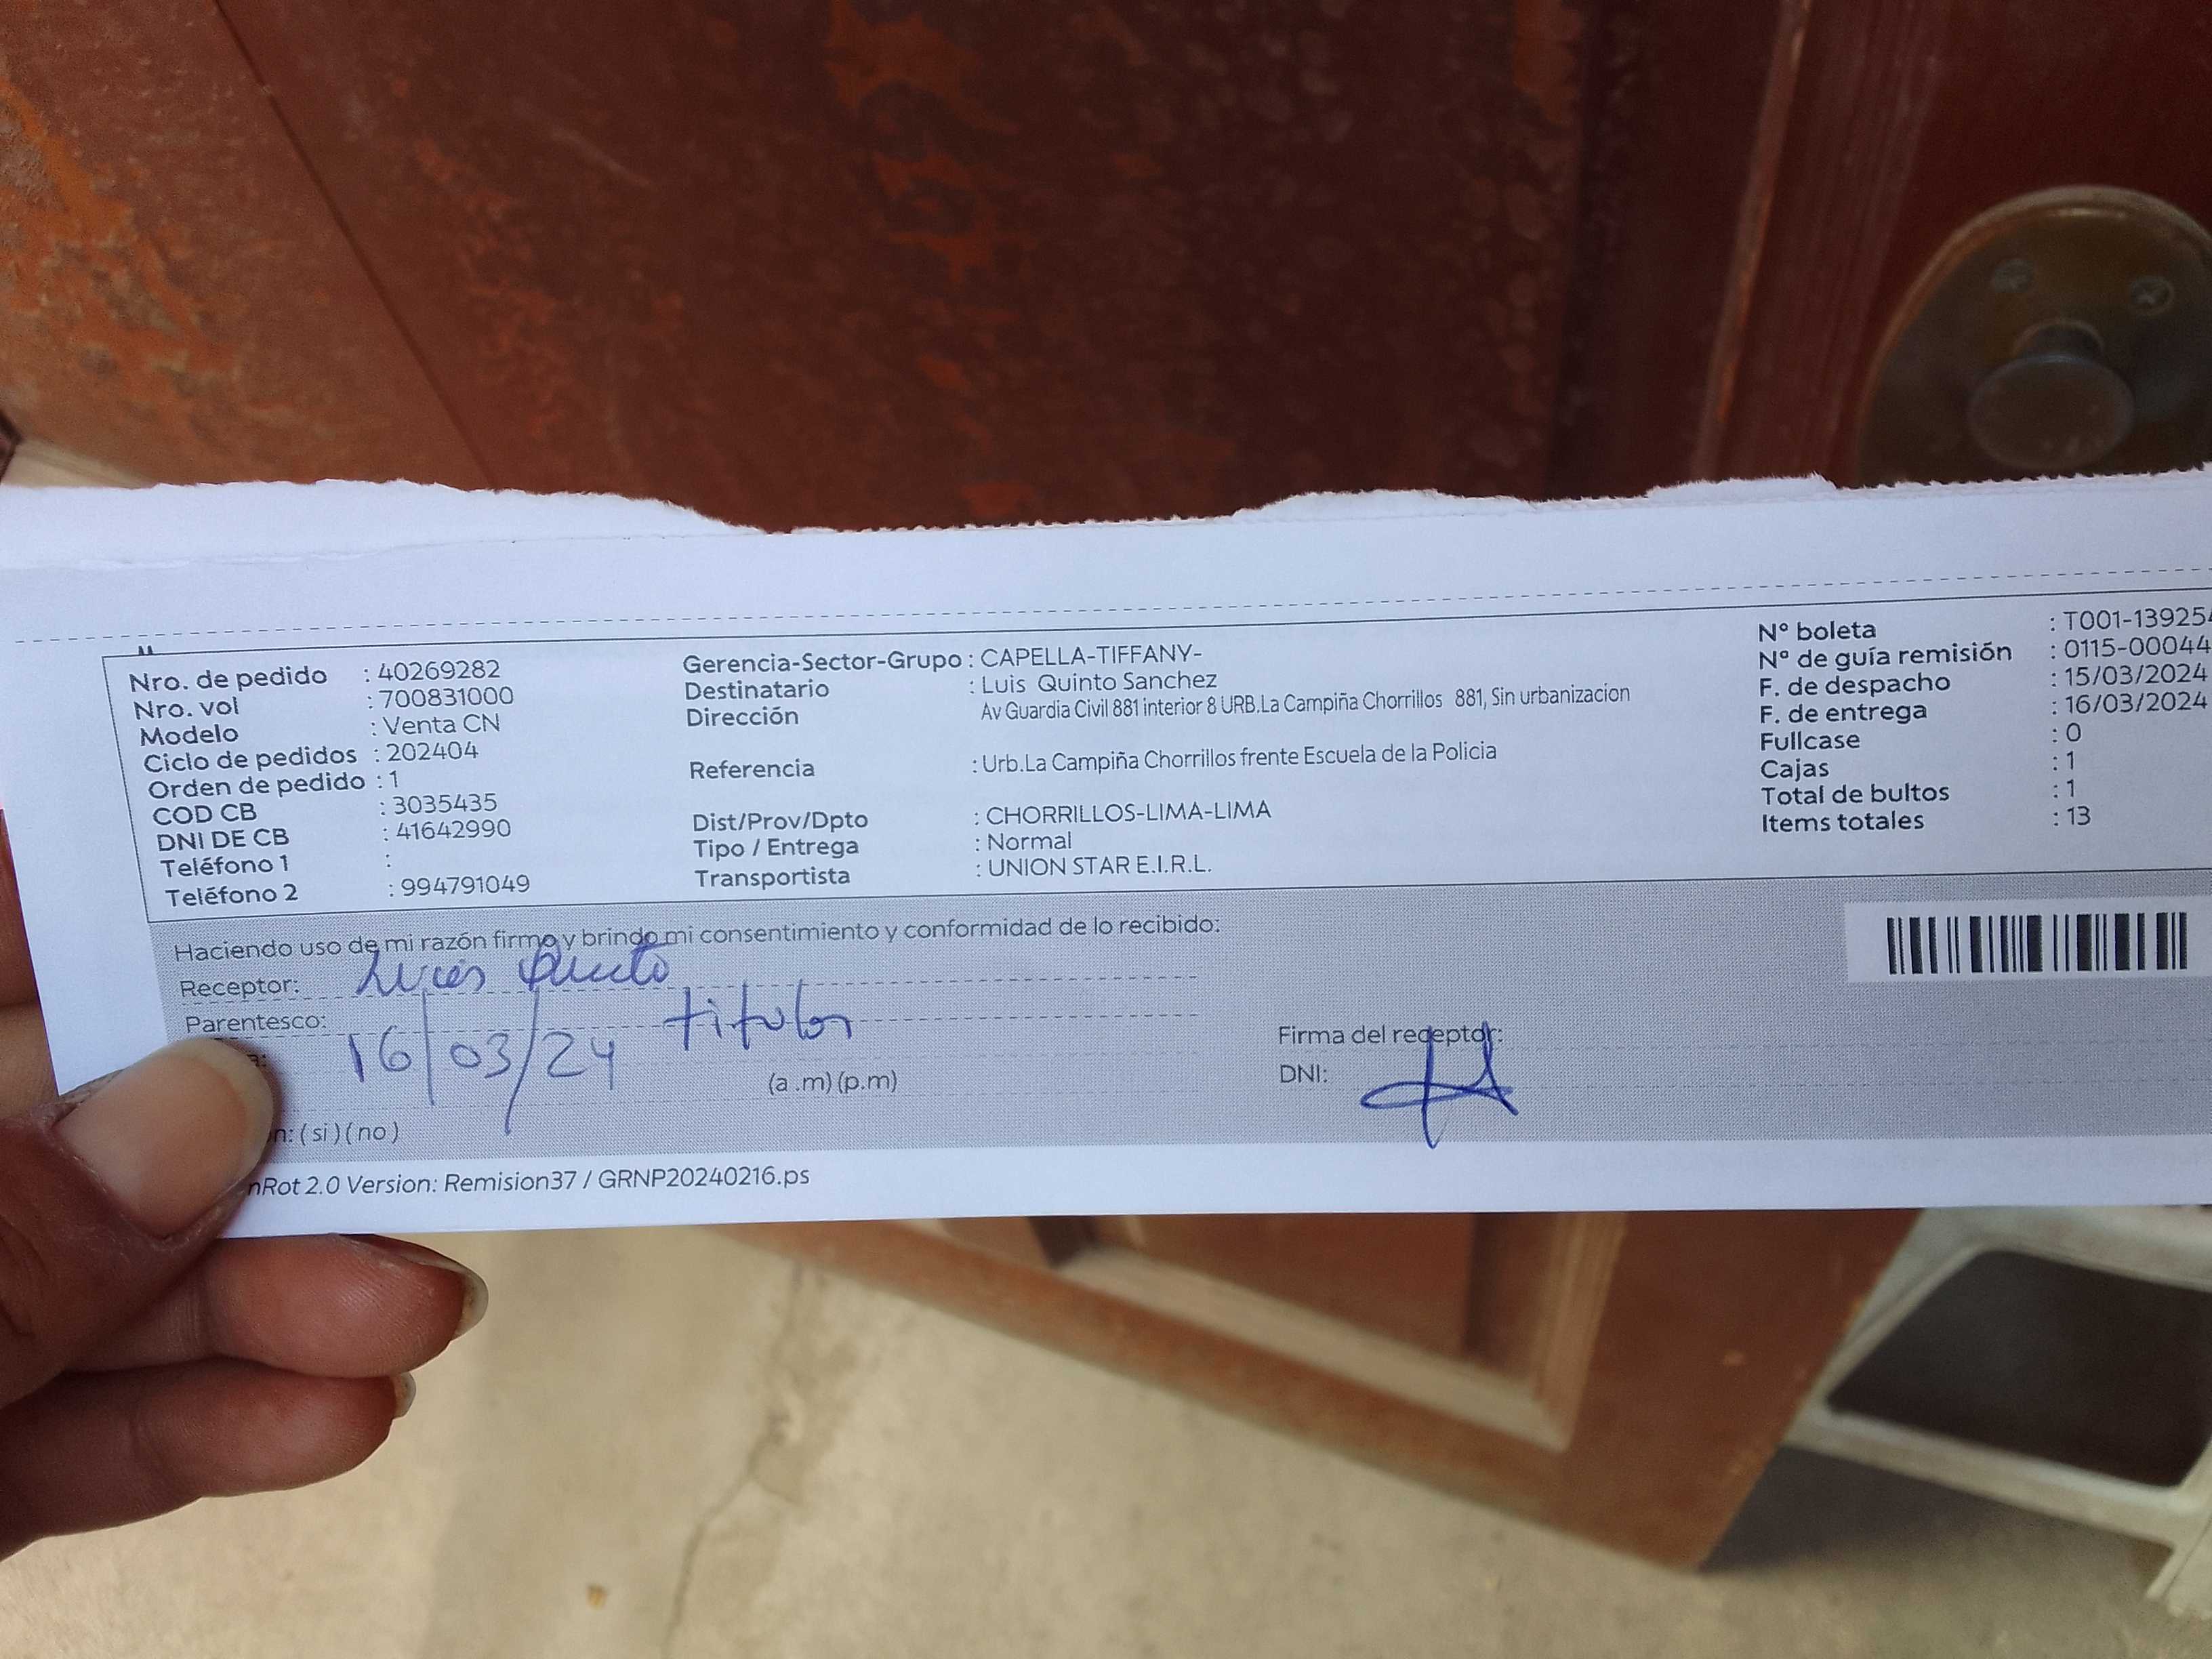 Nro. de pedido : 40269282
Nro. vol : 700831000
Modelo : Venta CN
Ciclo de pedidos : 202404
Orden de pedido : 1
COD CB : 3035435
DNI DE CB : 41642990
Teléfono 1 :
Teléfono 2 : 994791049
Gerencia-Sector-Grupo : CAPELLA-TIFFANY-
Destinatario : Luis Quinto Sanchez
Dirección Av Guardia Civil 881 interior 8 URB.La Campiña Chorrillos 881, Sin urbanizacion
Referencia : Urb.La Campiña Chorrillos frente Escuela de la Policia
Dist/Prov/Dpto : CHORRILLOS-LIMA-LIMA
Tipo / Entrega : Normal
Transportista : UNION STAR E.I.R.L.
N° boleta : T001-139254
N° de guía remisión : 0115-00044
F. de despacho : 15/03/2024
F. de entrega : 16/03/2024
Fullcase : 0
Cajas : 1
Total de bultos : 1
Items totales : 13
Haciendo uso de mi razón firmo y brindo mi consentimiento y conformidad de lo recibido:
Receptor: Luis Quinto
Parentesco: titular
16/03/24
(a .m) (p.m)
(si ) ( no )
Firma del receptor:
DNI:
2.0 Version: Remision37 / GRNP20240216.ps